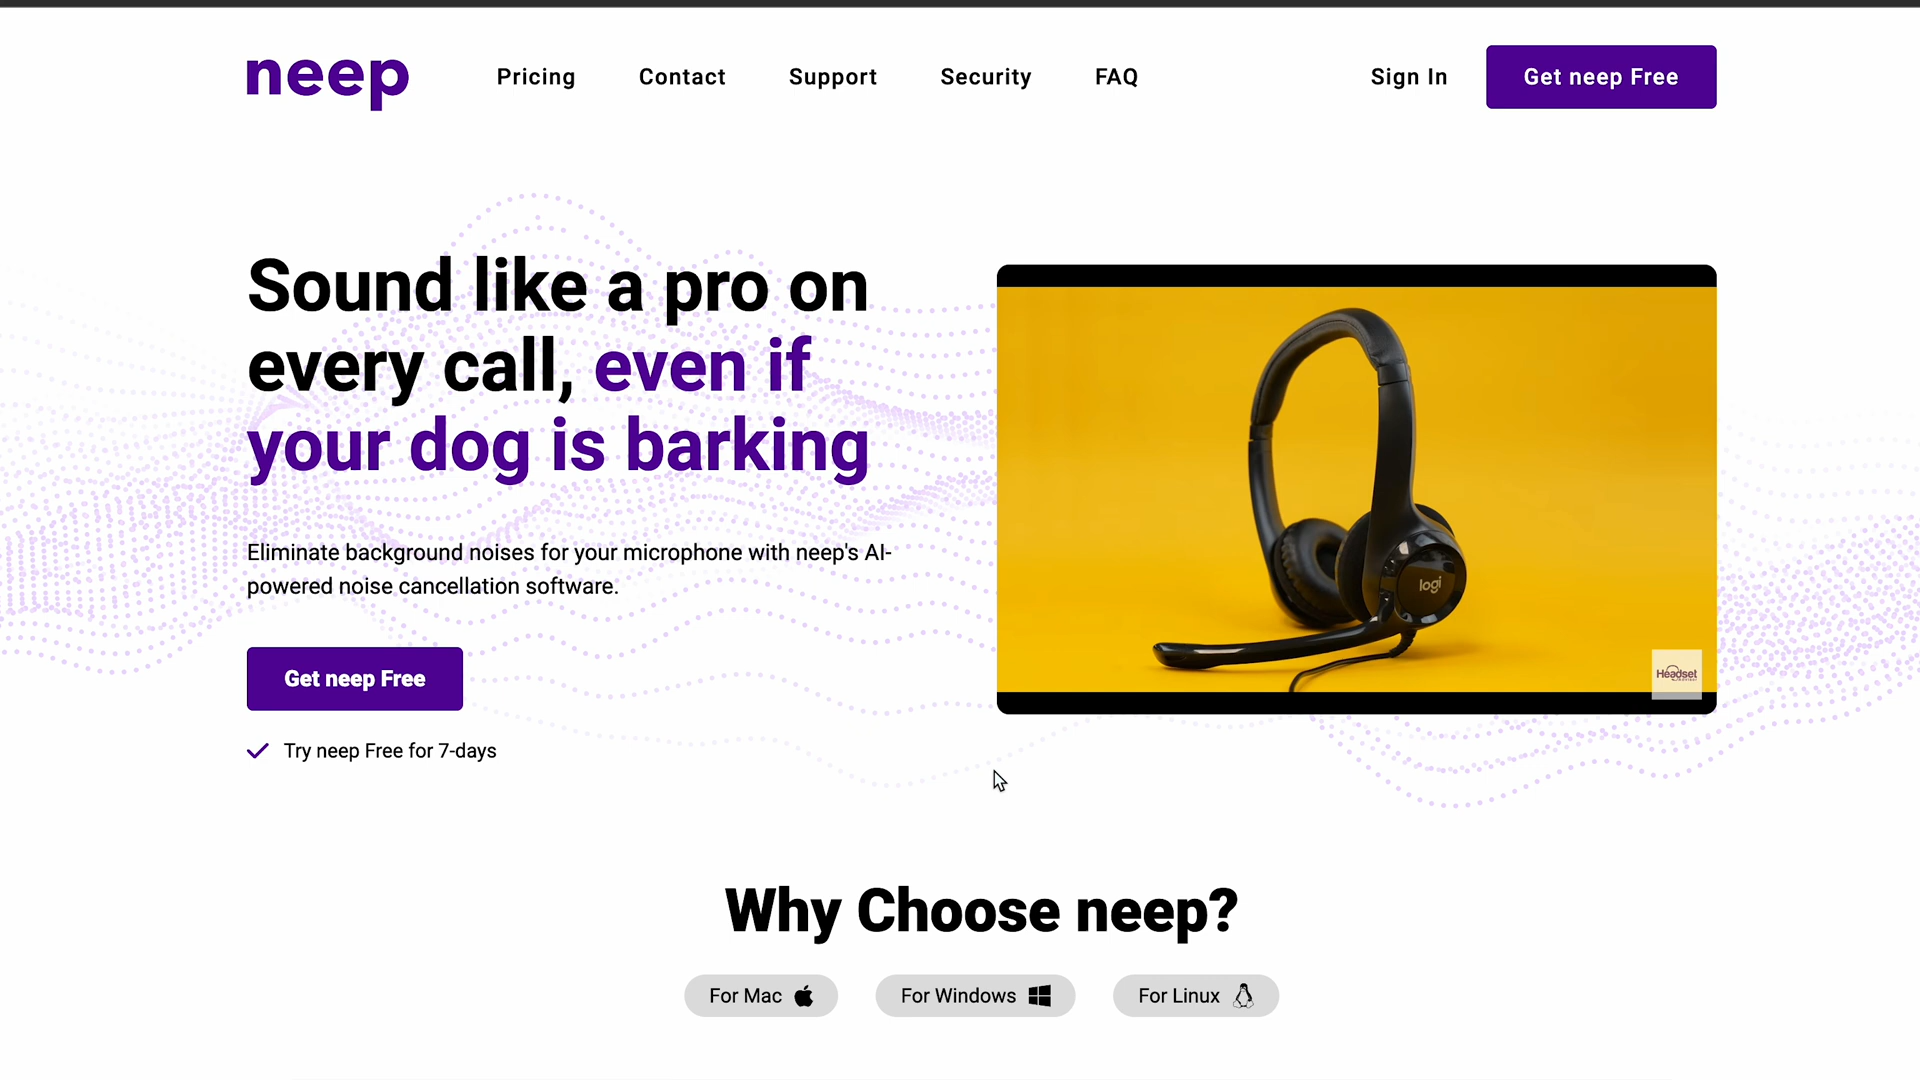 neep
Pricing
Contact
Support
Security
FAQ
Sign In
Get neep Free
Sound like a pro on
every call, even if
your dog is barking
Eliminate background noises for your microphone with neep's AI-
powered noise cancellation software.
Get neep Free
Try neep Free for 7-days
logi
Headset
Why Choose neep?
For Mac
For Windows
For Linux